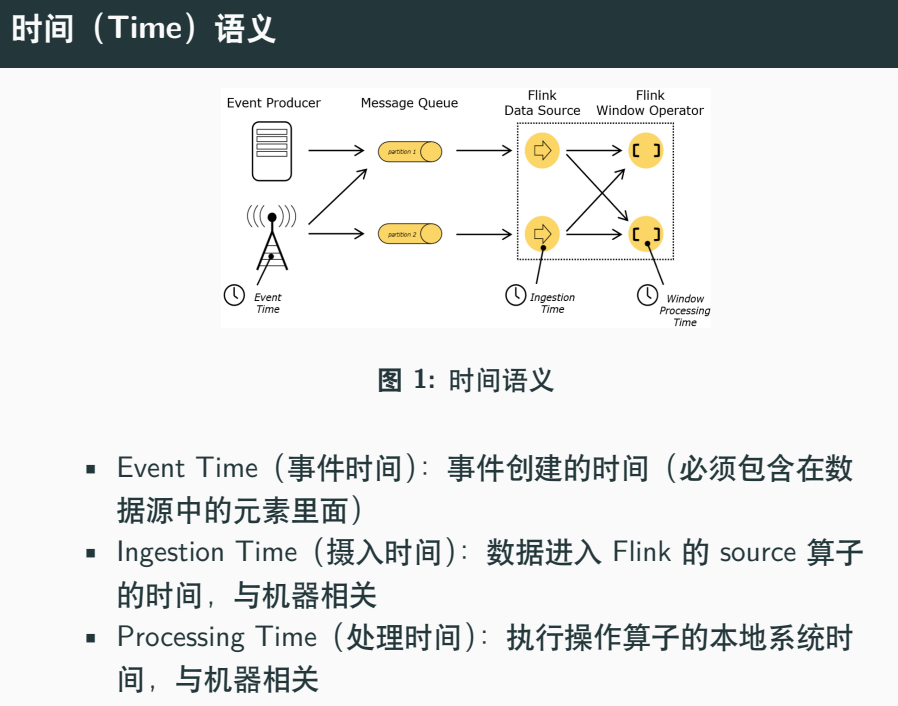 时间（Time）语义
Event Producer
Message Queue
Flink
Data Source
Flink
Window Operator
partition 1
partition 2
Event
Time
Ingestion
Time
Window
Processing
Time
图 1: 时间语义
▪ Event Time（事件时间）：事件创建的时间（必须包含在数
据源中的元素里面）
▪ Ingestion Time（摄入时间）：数据进入 Flink 的 source 算子
的时间，与机器相关
▪ Processing Time（处理时间）：执行操作算子的本地系统时
间，与机器相关